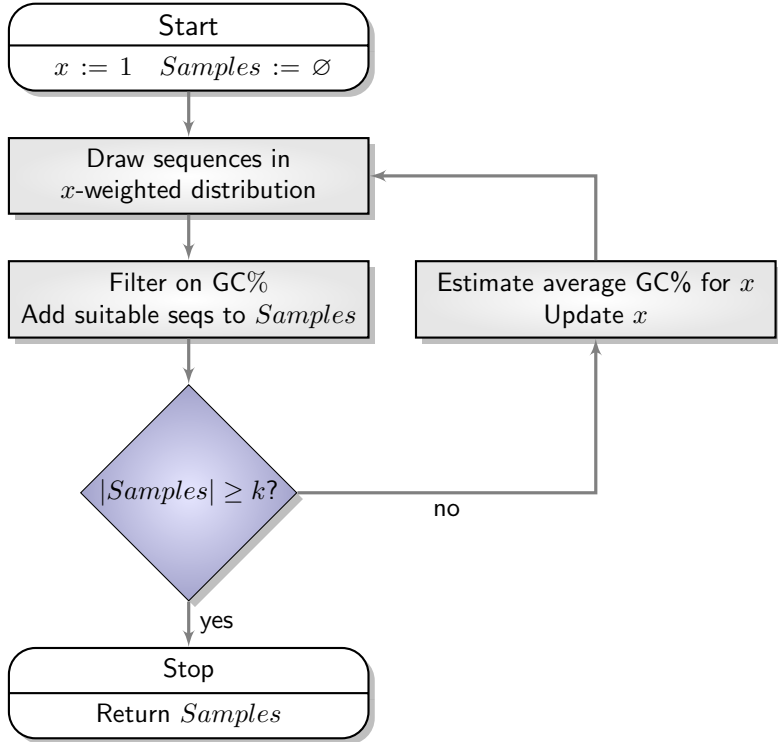 Start
x := 1 Samples := ∅
Draw sequences in
x-weighted distribution
Filter on GC%
Add suitable seqs to Samples
Estimate average GC% for x
Update x
|Samples| ≥ k?
no
yes
Stop
Return Samples